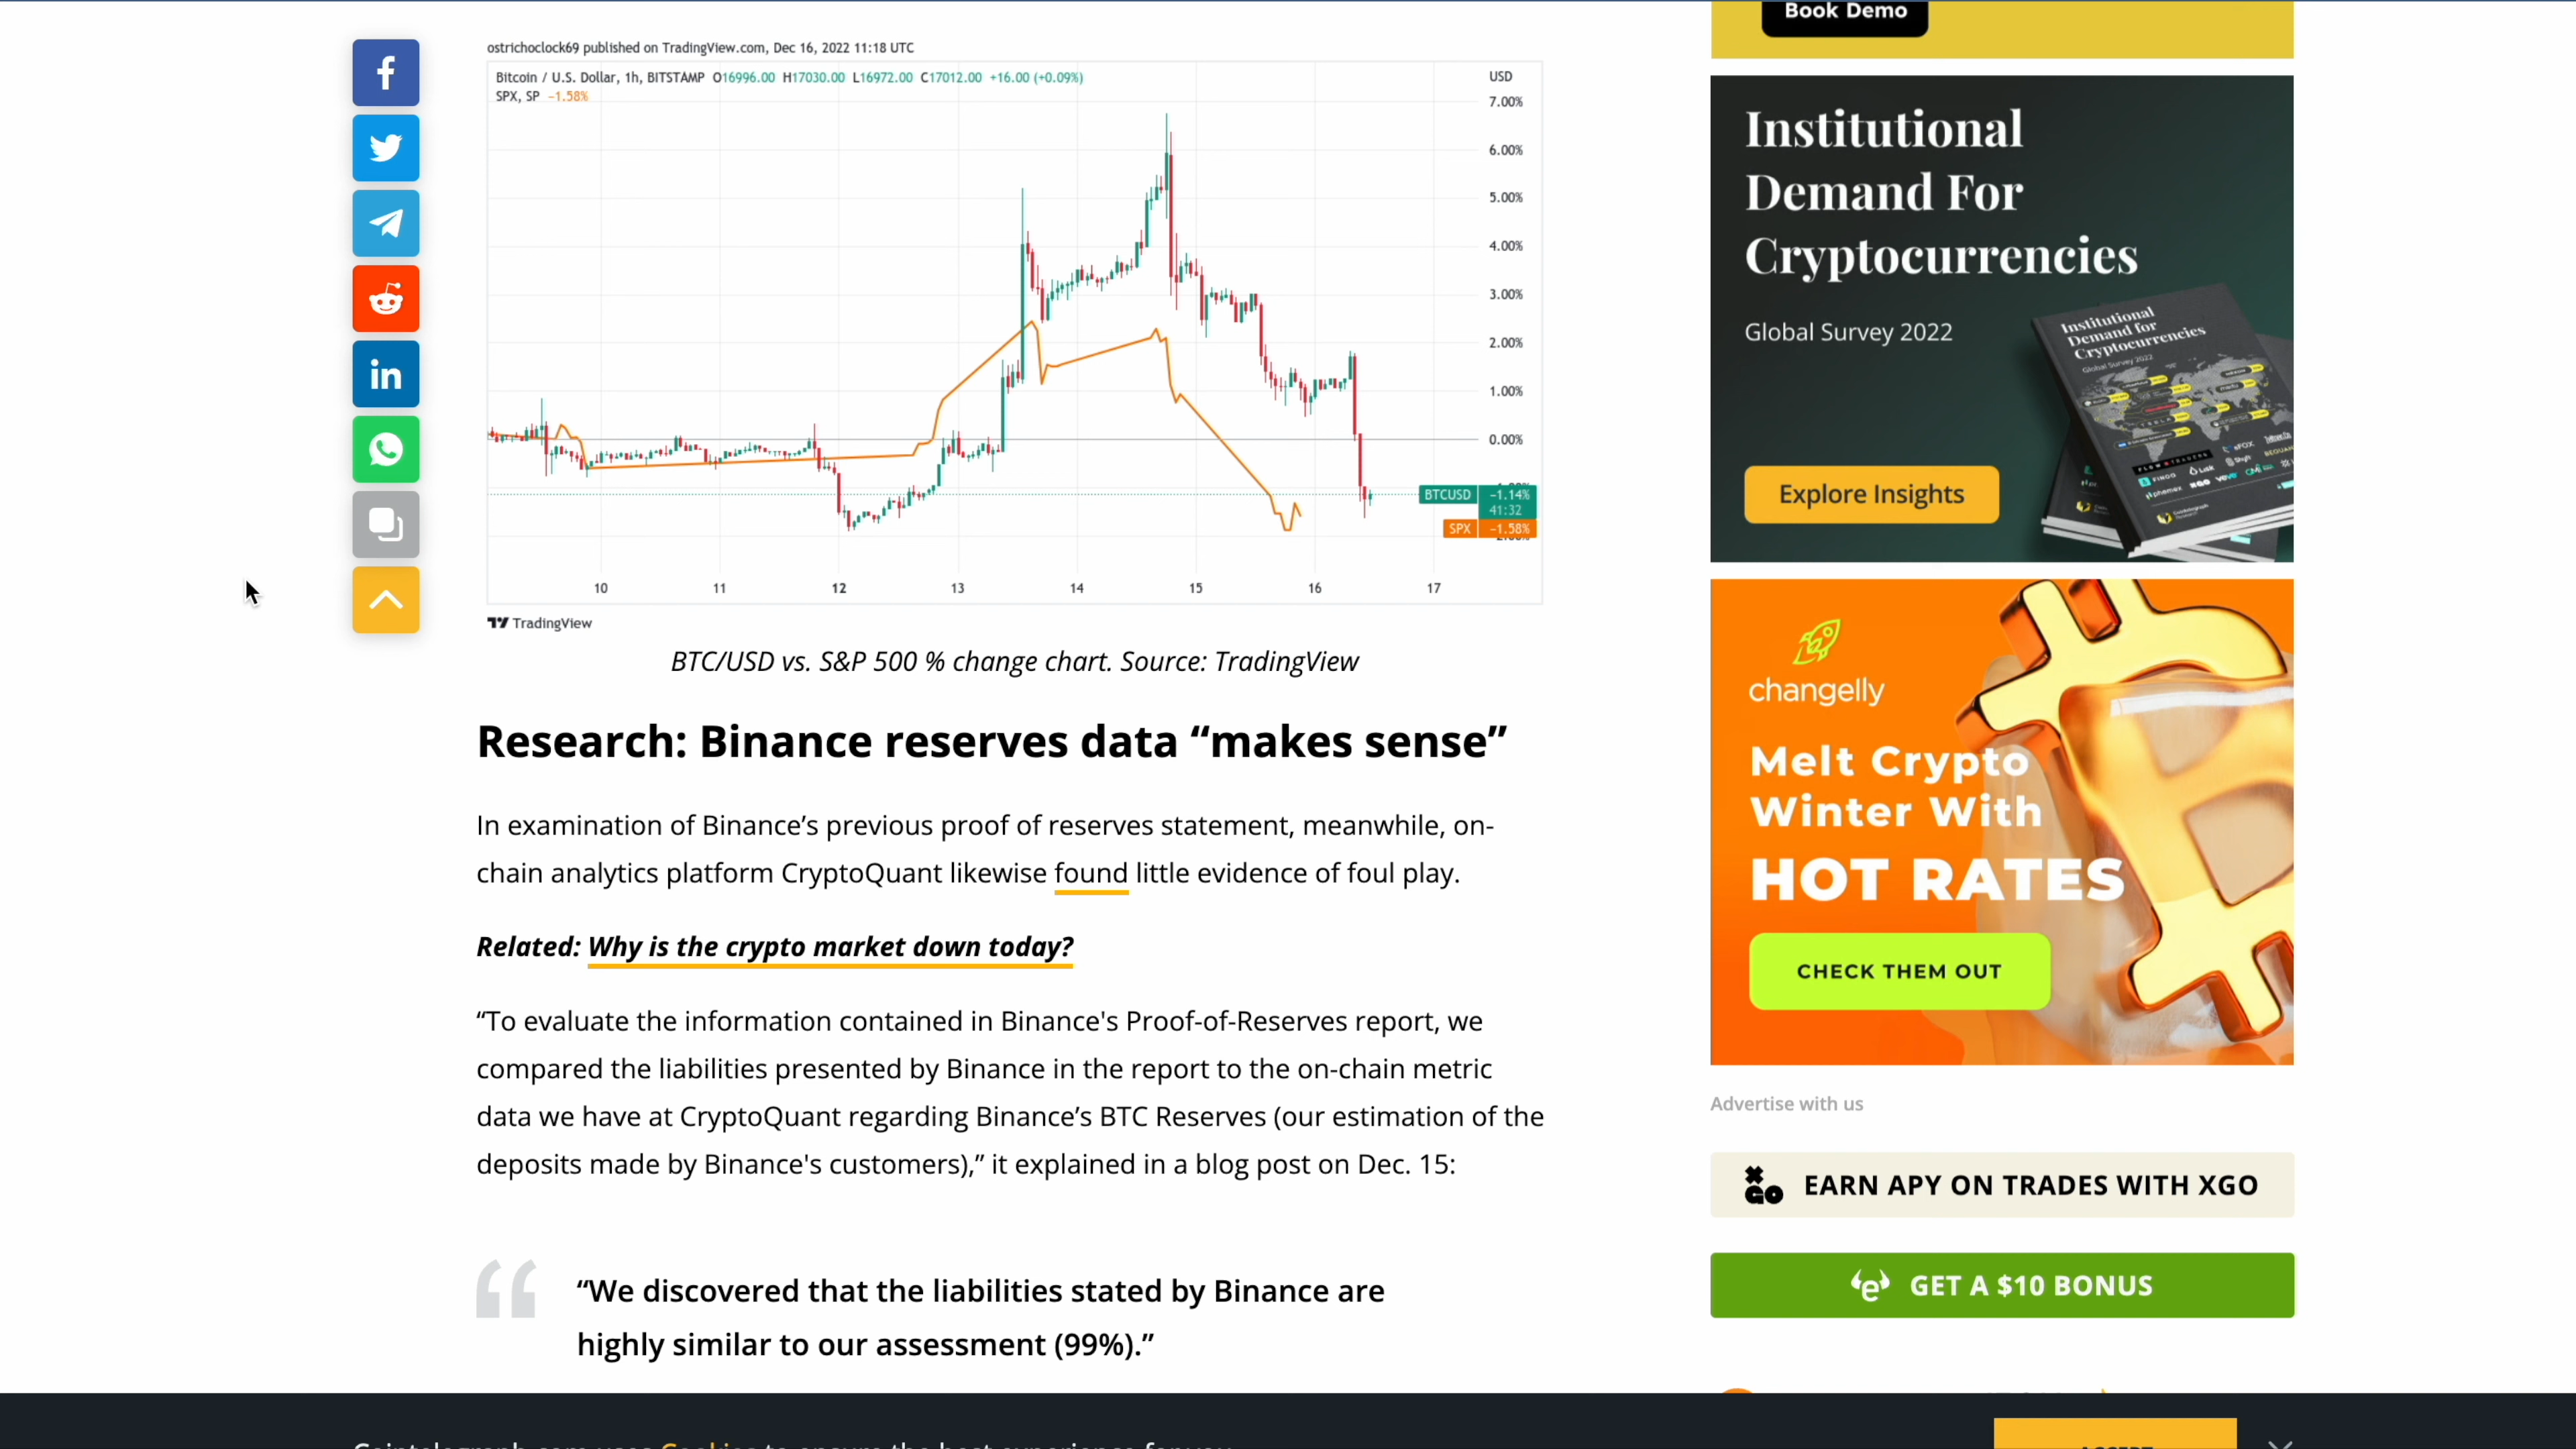 Book Demo
ostrichoclock69 published on TradingView.com, Dec 16, 2022 11:18 UTC
Bitcoin / U.S. Dollar, 1h, BITSTAMP O16996.00 H17030.00 L16972.00 C17012.00 +16.00 (+0.09%)
SPX, SP −1.58%
USD
7.00%
6.00%
5.00%
4.00%
3.00%
2.00%
1.00%
0.00%
BTCUSD −1.14%
41:32
SPX −1.58%
10 11 12 13 14 15 16 17
TradingView
BTC/USD vs. S&P 500 % change chart. Source: TradingView
Research: Binance reserves data “makes sense”
In examination of Binance’s previous proof of reserves statement, meanwhile, on-
chain analytics platform CryptoQuant likewise found little evidence of foul play.
Related: Why is the crypto market down today?
“To evaluate the information contained in Binance's Proof-of-Reserves report, we
compared the liabilities presented by Binance in the report to the on-chain metric
data we have at CryptoQuant regarding Binance’s BTC Reserves (our estimation of the
deposits made by Binance's customers),” it explained in a blog post on Dec. 15:
“We discovered that the liabilities stated by Binance are
highly similar to our assessment (99%).”
Institutional
Demand For
Cryptocurrencies
Global Survey 2022
Explore Insights
Institutional
Demand for
Cryptocurrencies
Global Survey 2022
changelly
Melt Crypto
Winter With
HOT RATES
CHECK THEM OUT
Advertise with us
XGO EARN APY ON TRADES WITH XGO
GET A $10 BONUS